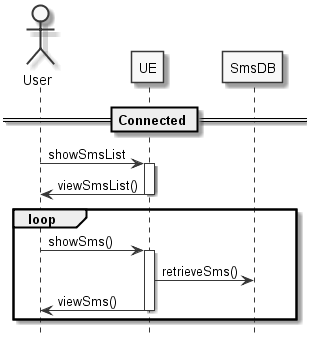 User
UE
SmsDB
Connected
showSmsList
viewSmsList()
loop
showSms()
retrieveSms()
viewSms()